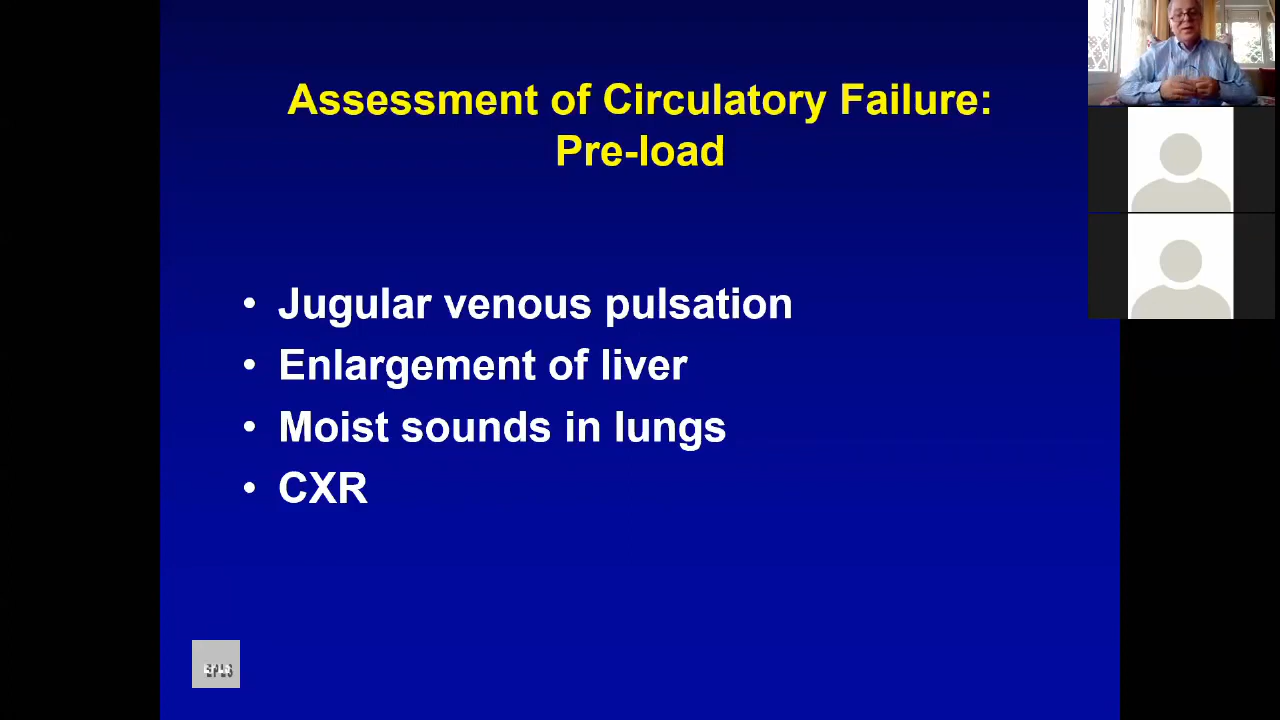 Assessment of Circulatory Failure:
Pre-load
• Jugular venous pulsation
• Enlargement of liver
• Moist sounds in lungs
• CXR